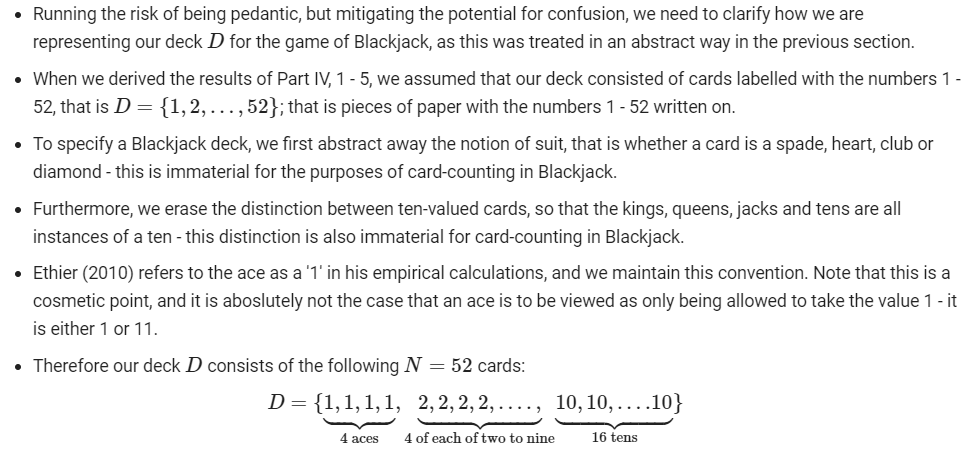 • Running the risk of being pedantic, but mitigating the potential for confusion, we need to clarify how we are
representing our deck D for the game of Blackjack, as this was treated in an abstract way in the previous section.
• When we derived the results of Part IV, 1 - 5, we assumed that our deck consisted of cards labelled with the numbers 1 -
52, that is D = {1, 2, . . . , 52}; that is pieces of paper with the numbers 1 - 52 written on.
• To specify a Blackjack deck, we first abstract away the notion of suit, that is whether a card is a spade, heart, club or
diamond - this is immaterial for the purposes of card-counting in Blackjack.
• Furthermore, we erase the distinction between ten-valued cards, so that the kings, queens, jacks and tens are all
instances of a ten - this distinction is also immaterial for card-counting in Blackjack.
• Ethier (2010) refers to the ace as a '1' in his empirical calculations, and we maintain this convention. Note that this is a
cosmetic point, and it is aboslutely not the case that an ace is to be viewed as only being allowed to take the value 1 - it
is either 1 or 11.
• Therefore our deck D consists of the following N = 52 cards:
D = {1, 1, 1, 1, 2, 2, 2, 2, . . . . , 10, 10, . . . .10}
4 aces 4 of each of two to nine 16 tens